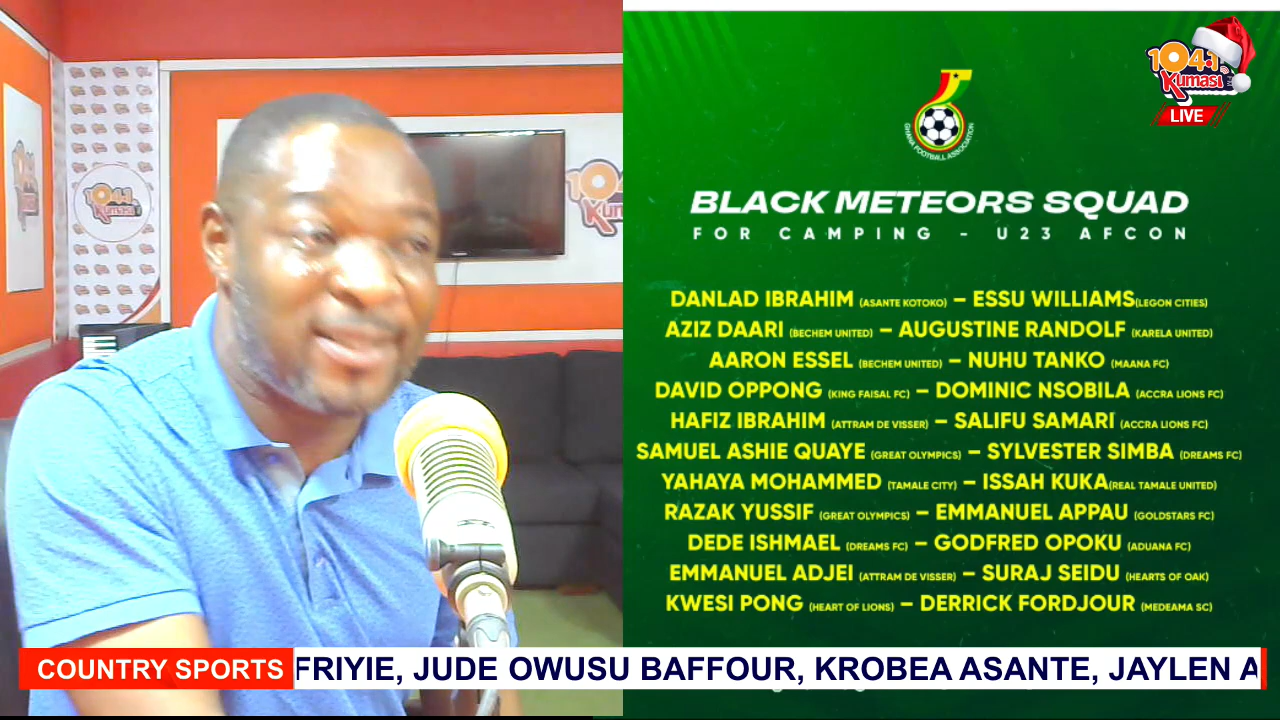 104.1
Kumasi
LIVE
GHANA FOOTBALL ASSOCIATION
BLACK METEORS SQUAD
FOR CAMPING - U23 AFCON
DANLAD IBRAHIM (ASANTE KOTOKO) – ESSU WILLIAMS(LEGON CITIES)
AZIZ DAARI (BECHEM UNITED) – AUGUSTINE RANDOLF (KARELA UNITED)
AARON ESSEL (BECHEM UNITED) – NUHU TANKO (MAANA FC)
DAVID OPPONG (KING FAISAL FC) – DOMINIC NSOBILA (ACCRA LIONS FC)
HAFIZ IBRAHIM (ATTRAM DE VISSER) – SALIFU SAMARI (ACCRA LIONS FC)
SAMUEL ASHIE QUAYE (GREAT OLYMPICS) – SYLVESTER SIMBA (DREAMS FC)
YAHAYA MOHAMMED (TAMALE CITY) – ISSAH KUKA(REAL TAMALE UNITED)
RAZAK YUSSIF (GREAT OLYMPICS) – EMMANUEL APPAU (GOLDSTARS FC)
DEDE ISHMAEL (DREAMS FC) – GODFRED OPOKU (ADUANA FC)
EMMANUEL ADJEI (ATTRAM DE VISSER) – SURAJ SEIDU (HEARTS OF OAK)
KWESI PONG (HEART OF LIONS) – DERRICK FORDJOUR (MEDEAMA SC)
COUNTRY SPORTS FRIYIE, JUDE OWUSU BAFFOUR, KROBEA ASANTE, JAYLEN A